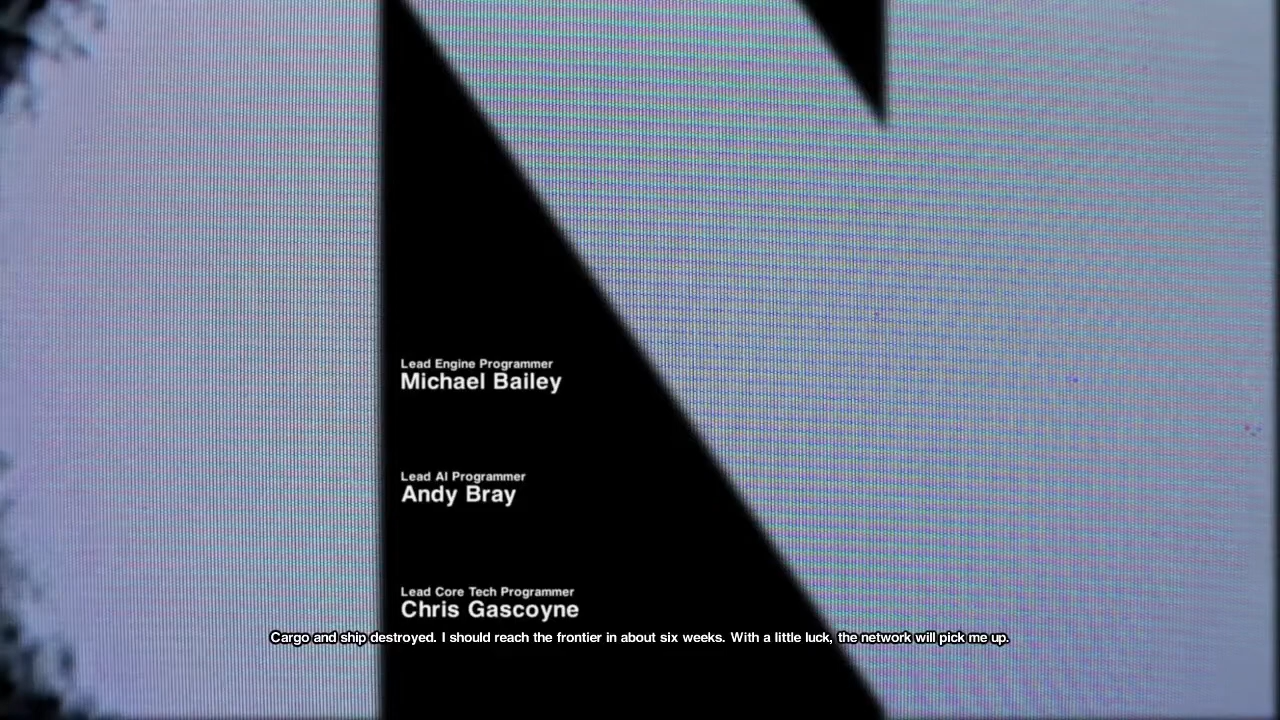 Lead Engine Programmer
Michael Bailey
Lead AI Programmer
Andy Bray
Lead Core Tech Programmer
Chris Gascoyne
Cargo and ship destroyed. I should reach the frontier in about six weeks. With a little luck, the network will pick me up.